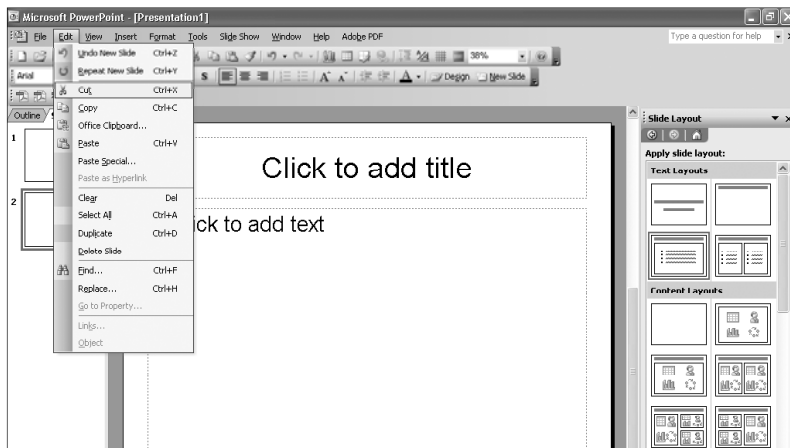 Microsoft PowerPoint - [Presentation1]
File Edit View Insert Format Tools Slide Show Window Help Adobe PDF Type a question for help
38%
Arial S A A A Design New Slide
Undo New Slide Ctrl+Z
Repeat New Slide Ctrl+Y
Cut Ctrl+X
Copy Ctrl+C
Office Clipboard...
Paste Ctrl+V
Paste Special...
Paste as Hyperlink
Clear Del
Select All Ctrl+A
Duplicate Ctrl+D
Delete Slide
Find... Ctrl+F
Replace... Ctrl+H
Go to Property...
Links...
Object
Outline
1
2
Click to add title
ick to add text
Slide Layout
Apply slide layout:
Text Layouts
Content Layouts